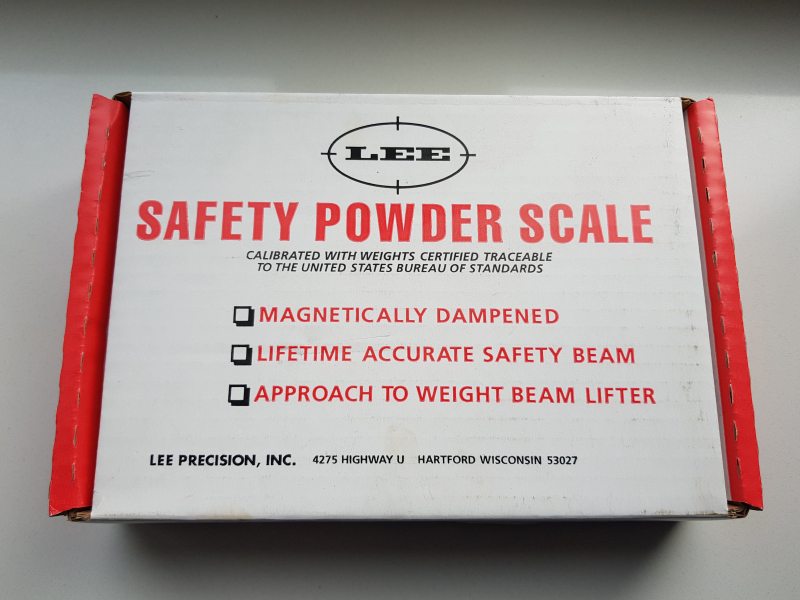 LEE
SAFETY POWDER SCALE
CALIBRATED WITH WEIGHTS CERTIFIED TRACEABLE
TO THE UNITED STATES BUREAU OF STANDARDS
MAGNETICALLY DAMPENED
LIFETIME ACCURATE SAFETY BEAM
APPROACH TO WEIGHT BEAM LIFTER
LEE PRECISION, INC. 4275 HIGHWAY U HARTFORD WISCONSIN 53027